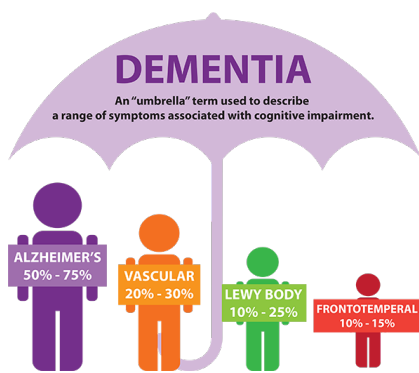 DEMENTIA
An “umbrella” term used to describe
a range of symptoms associated with cognitive impairment.
ALZHEIMER'S
50% - 75%
VASCULAR
20% - 30%
LEWY BODY
10% - 25%
FRONTOTEMPERAL
10% - 15%